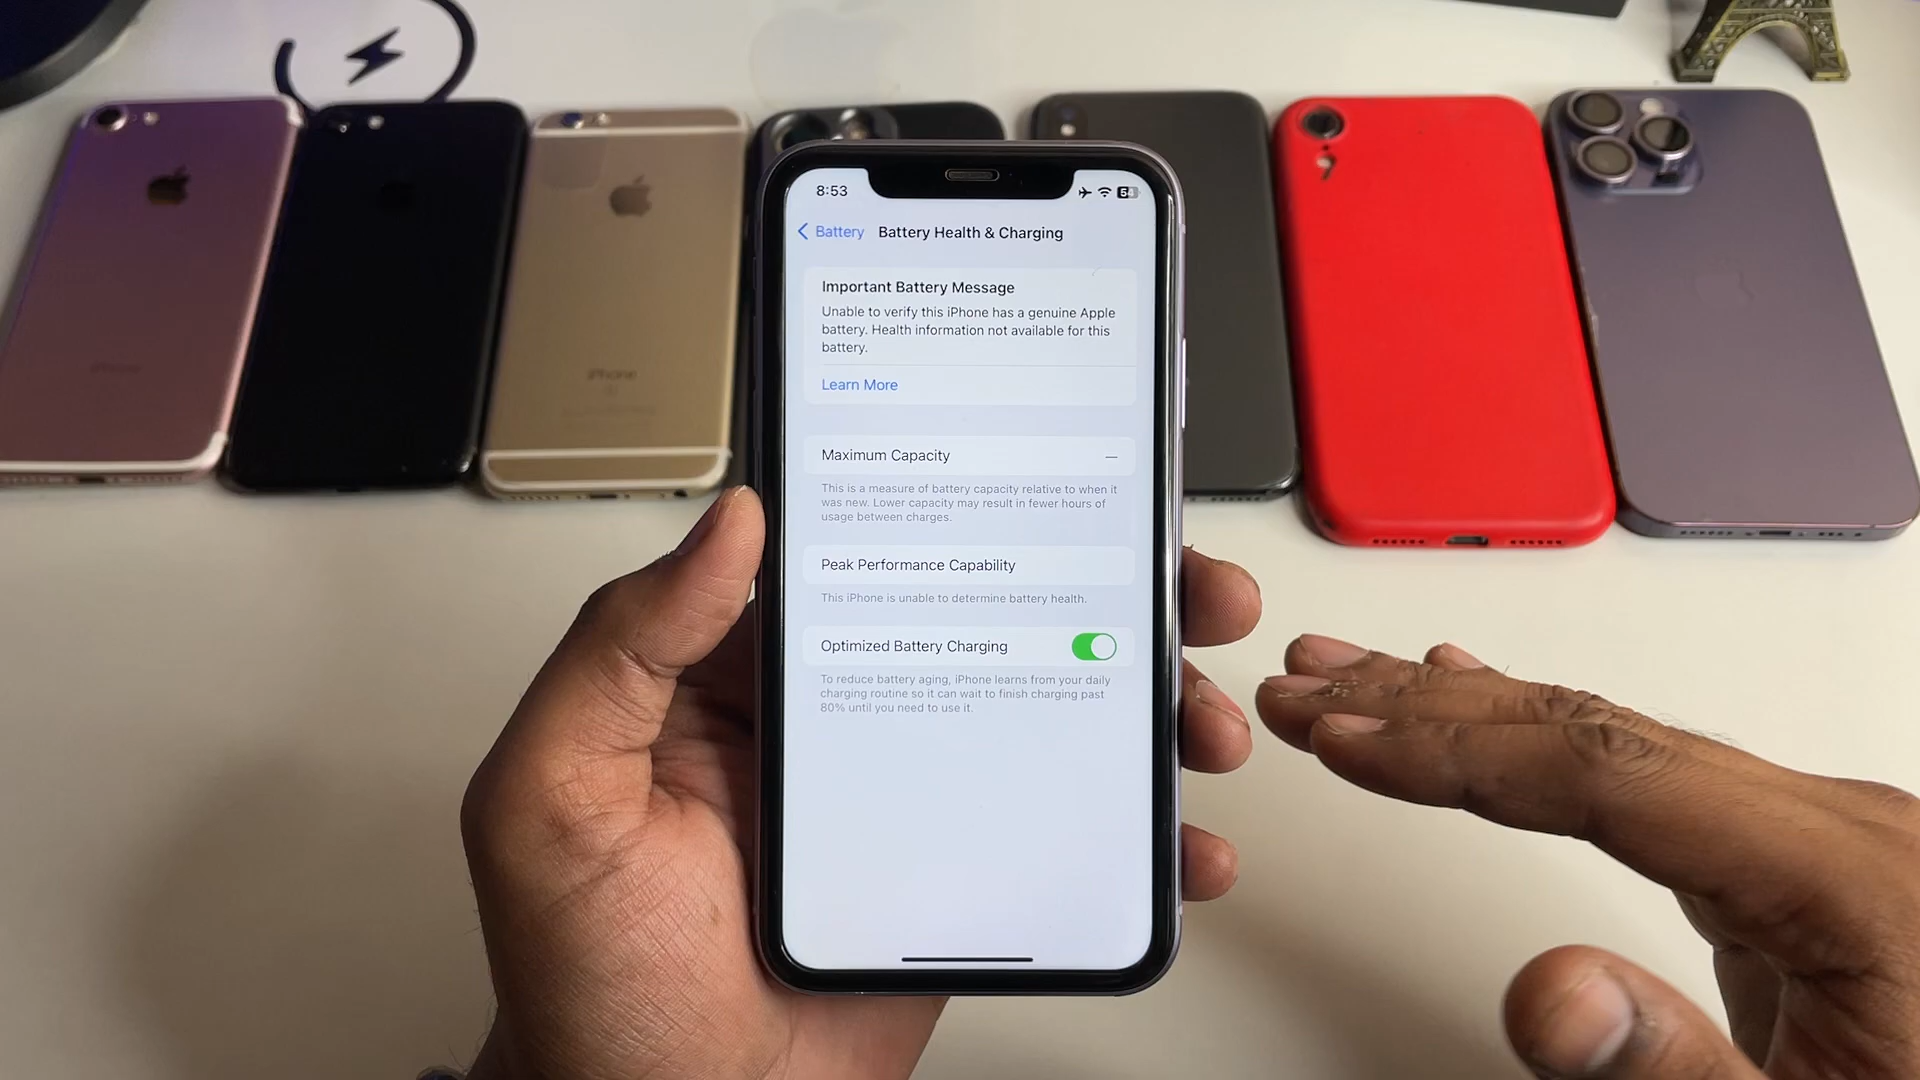 8:53
54
Battery
Battery Health & Charging
Important Battery Message
Unable to verify this iPhone has a genuine Apple
battery. Health information not available for this
battery.
Learn More
Maximum Capacity —
This is a measure of battery capacity relative to when it
was new. Lower capacity may result in fewer hours of
usage between charges.
Peak Performance Capability
This iPhone is unable to determine battery health.
Optimized Battery Charging
To reduce battery aging, iPhone learns from your daily
charging routine so it can wait to finish charging past
80% until you need to use it.
iPhone
iPhone